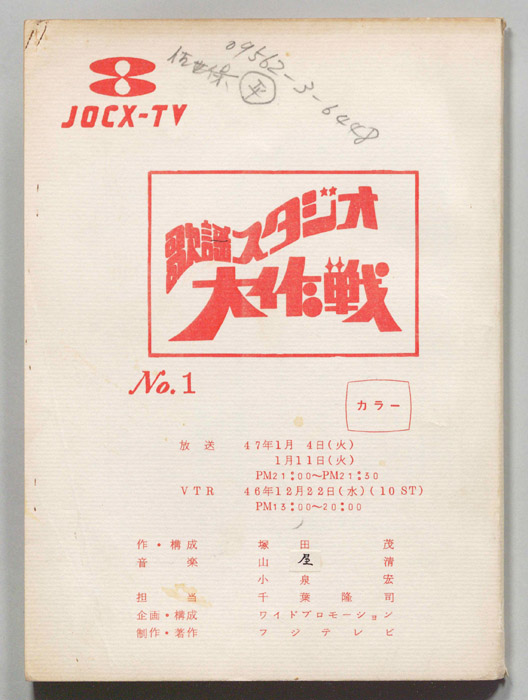 09562-3-6448
佐世保 平
8
JOCX-TV
歌謡スタジオ
大作戦
No.1
カラー
放送 47年1月 4日(火)
1月11日(火)
PM21:00〜PM21:30
VTR 46年12月22日(水)(10ST)
PM13:00〜20:00
作・構成 塚田茂
音楽 山屋清
小泉宏
担当 千葉隆司
企画・構成 ワイドプロモーション
制作・著作 フジテレビ